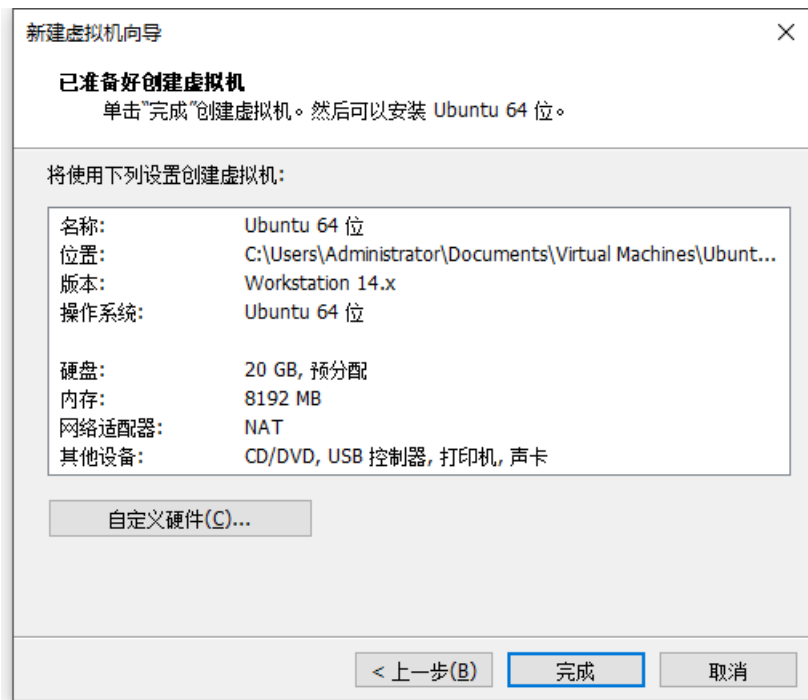 新建虚拟机向导
已准备好创建虚拟机
单击"完成"创建虚拟机。然后可以安装 Ubuntu 64 位。
将使用下列设置创建虚拟机:
名称: Ubuntu 64 位
位置: C:\Users\Administrator\Documents\Virtual Machines\Ubunt...
版本: Workstation 14.x
操作系统: Ubuntu 64 位
硬盘: 20 GB, 预分配
内存: 8192 MB
网络适配器: NAT
其他设备: CD/DVD, USB 控制器, 打印机, 声卡
自定义硬件(C)...
< 上一步(B) 完成 取消